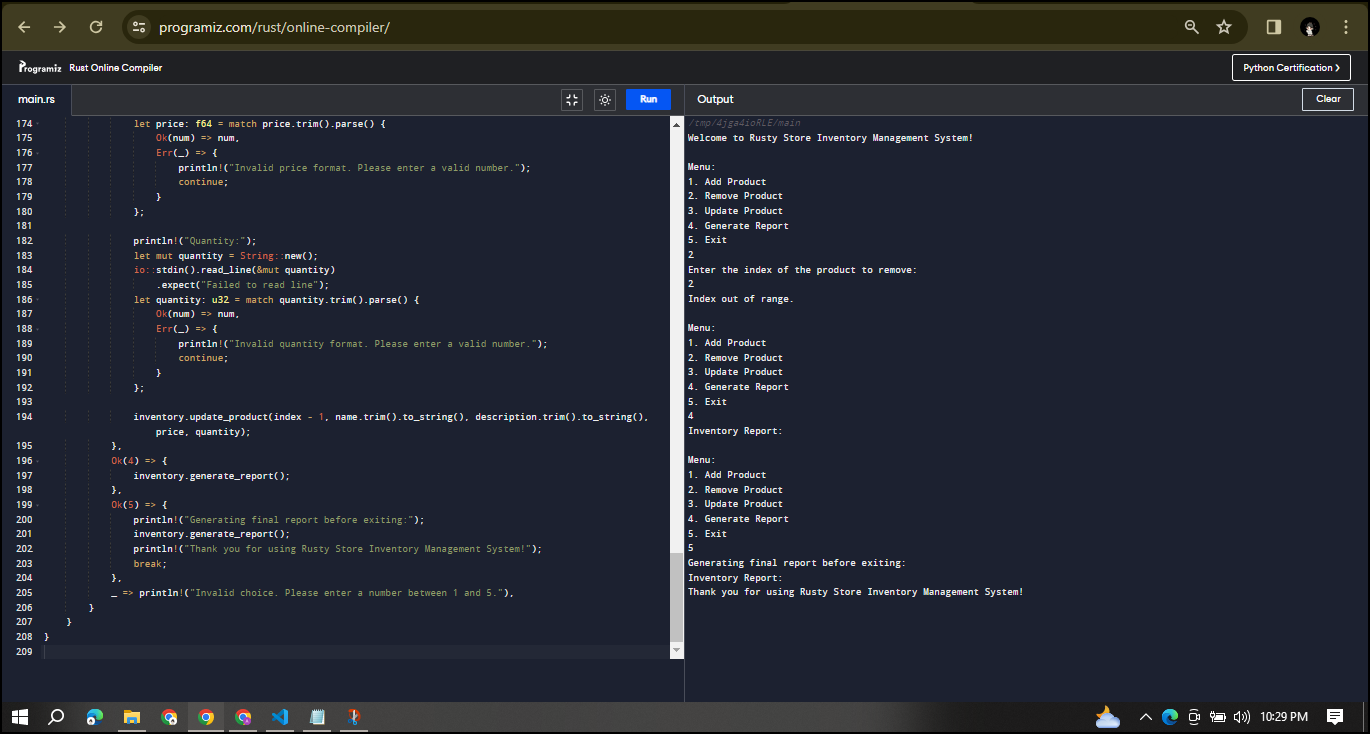 programiz.com/rust/online-compiler/
Programiz Rust Online Compiler
Python Certification >
main.rs
Run
Output
Clear
174 let price: f64 = match price.trim().parse() {
175 Ok(num) => num,
176 Err(_) => {
177 println!("Invalid price format. Please enter a valid number.");
178 continue;
179 }
180 };
181
182 println!("Quantity:");
183 let mut quantity = String::new();
184 io::stdin().read_line(&mut quantity)
185 .expect("Failed to read line");
186 let quantity: u32 = match quantity.trim().parse() {
187 Ok(num) => num,
188 Err(_) => {
189 println!("Invalid quantity format. Please enter a valid number.");
190 continue;
191 }
192 };
193
194 inventory.update_product(index - 1, name.trim().to_string(), description.trim().to_string(),
price, quantity);
195 },
196 Ok(4) => {
197 inventory.generate_report();
198 },
199 Ok(5) => {
200 println!("Generating final report before exiting:");
201 inventory.generate_report();
202 println!("Thank you for using Rusty Store Inventory Management System!");
203 break;
204 },
205 _ => println!("Invalid choice. Please enter a number between 1 and 5."),
206 }
207 }
208 }
209
/tmp/4jga4ioRLE/main
Welcome to Rusty Store Inventory Management System!
Menu:
1. Add Product
2. Remove Product
3. Update Product
4. Generate Report
5. Exit
2
Enter the index of the product to remove:
2
Index out of range.
Menu:
1. Add Product
2. Remove Product
3. Update Product
4. Generate Report
5. Exit
4
Inventory Report:
Menu:
1. Add Product
2. Remove Product
3. Update Product
4. Generate Report
5. Exit
5
Generating final report before exiting:
Inventory Report:
Thank you for using Rusty Store Inventory Management System!
10:29 PM